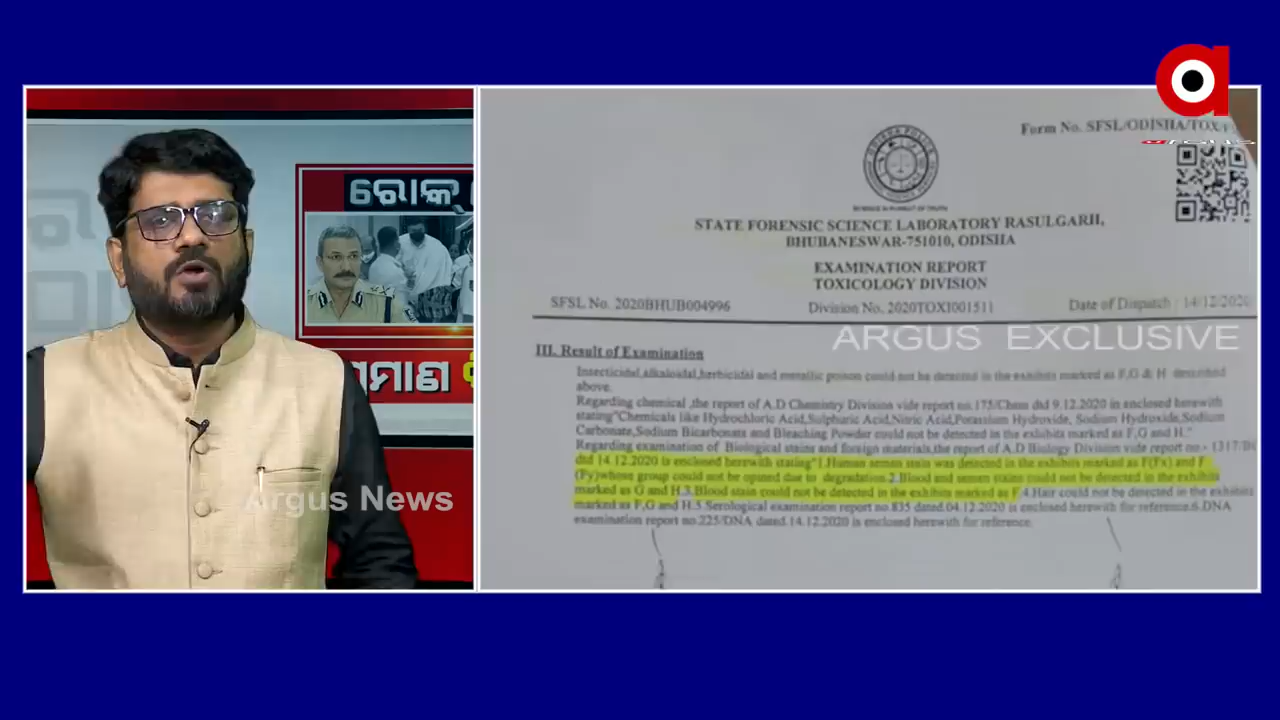 ରୋକ୍
ପ୍ରମାଣ
Argus News
Form No. SFSL/ODISHA/TOX/F
STATE FORENSIC SCIENCE LABORATORY RASULGARH,
BHUBANESWAR-751010, ODISHA
EXAMINATION REPORT
TOXICOLOGY DIVISION
SFSL No. 2020BHUB004996 Division No. 2020TOXI001511 Date of Dispatch : 14/12/2020
ARGUS EXCLUSIVE
III. Result of Examination
Insecticidal,alkaloidal,herbicidal and metallic poison could not be detected in the exhibits marked as F,G & H described
above.
Regarding chemical ,the report of A.D Chemistry Division vide report no.175/Chem dtd 9.12.2020 in enclosed herewith
stating"Chemicals like Hydrochloric Acid,Sulphuric Acid,Nitric Acid,Potassium Hydroxide, Sodium Hydroxide,Sodium
Carbonate,Sodium Bicarbonate and Bleaching Powder could not be detected in the exhibits marked as F,G and H."
Regarding examination of Biological stains and foreign materials,the report of A.D Biology Division vide report no.- 1317/BI
dtd 14.12.2020 is enclosed herewith stating"1.Human semen stain was detected in the exhibits marked as F(Fx) and F
(Fy)whose group could not be opined due to degradation.2.Blood and semen stains could not be detected in the exhibits
marked as G and H.3.Blood stain could not be detected in the exhibits marked as F.4.Hair could not be detected in the exhibits
marked as F,G and H.5 Serological examination report no.835 dated.04.12.2020 is enclosed herewith for reference.6.DNA
examination report no.225/DNA dated.14.12.2020 is enclosed herewith for reference.